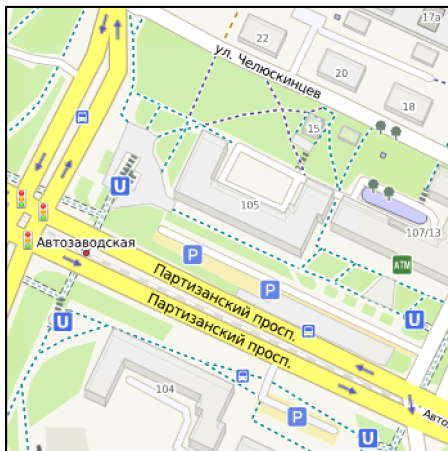 17а
22
ул. Челюскинцев
20
18
15
U
105
107/13
Автозаводская
P
ATM
P
Партизанский просп.
U
U
Партизанский просп.
104
P
Авто
U